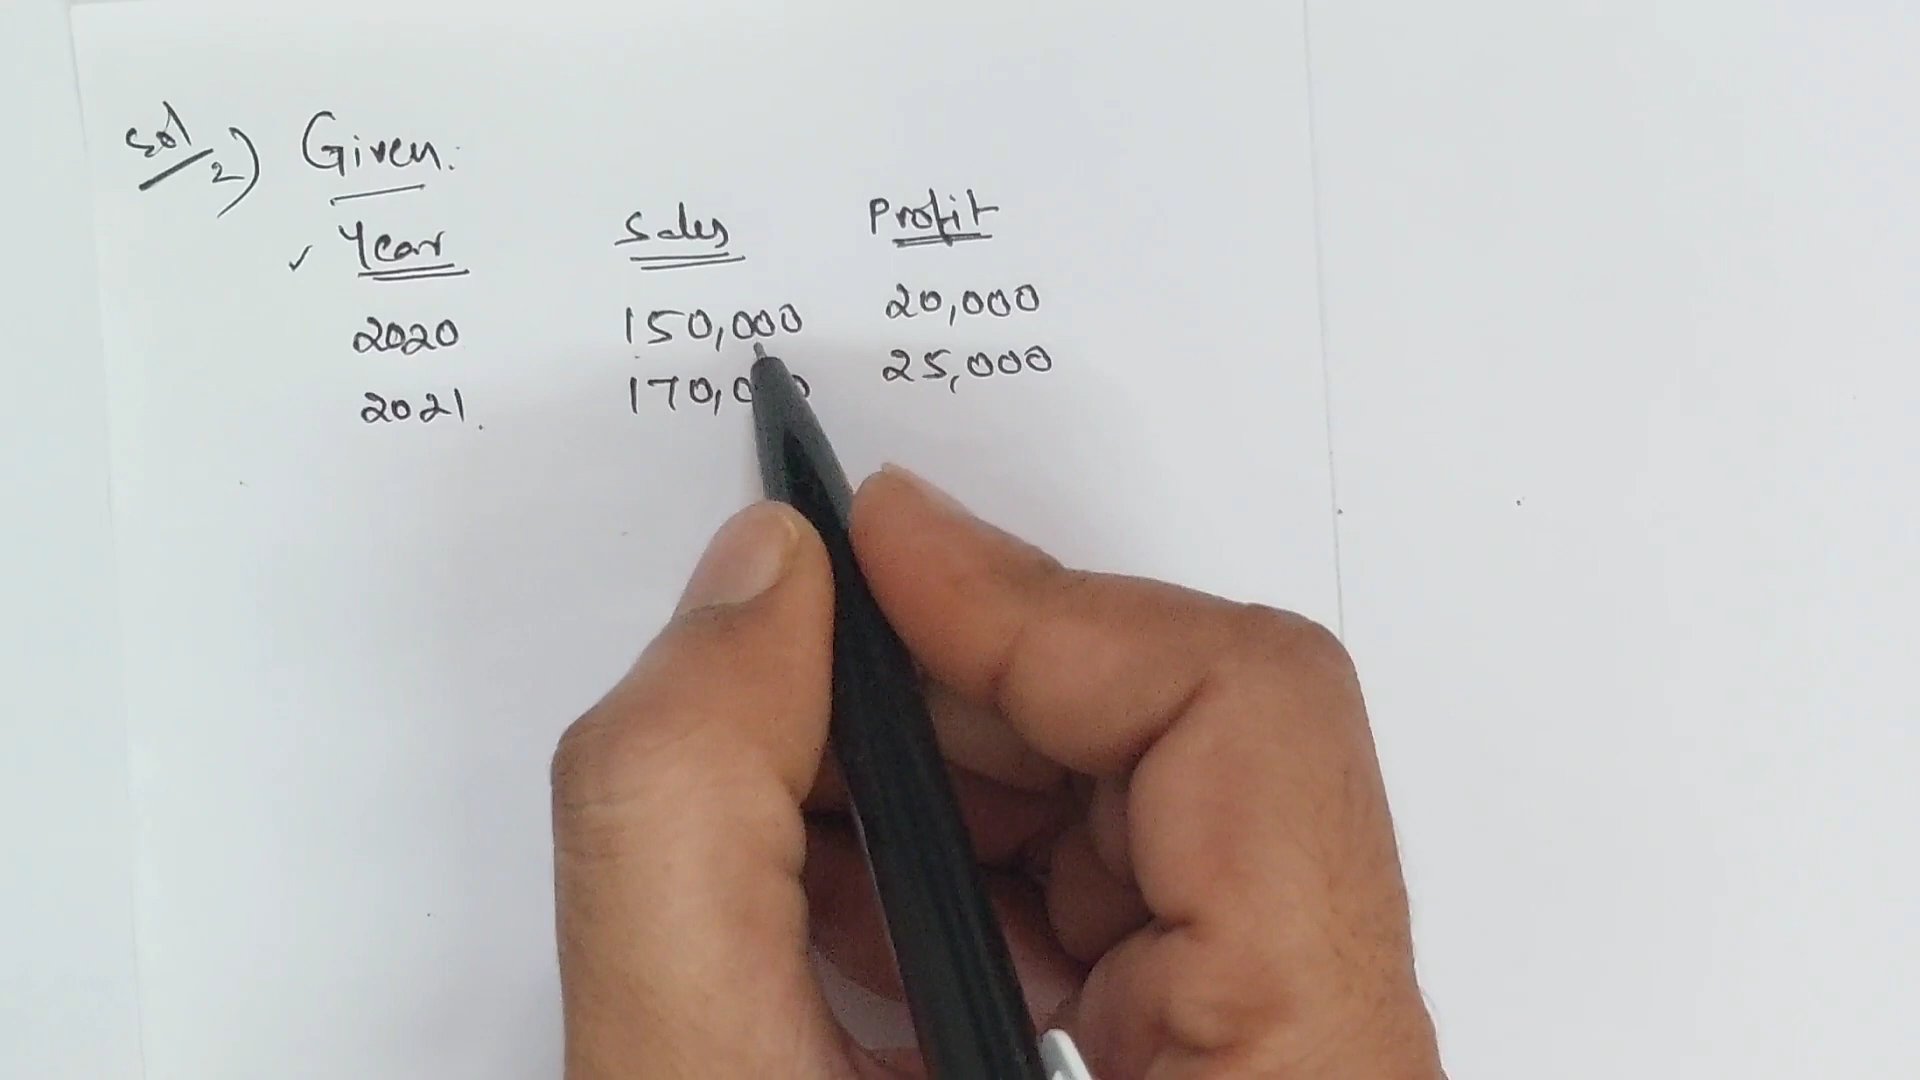 Sol 2) Given:
✓ Year Sales Profit
2020 150,000 20,000
2021. 25,000